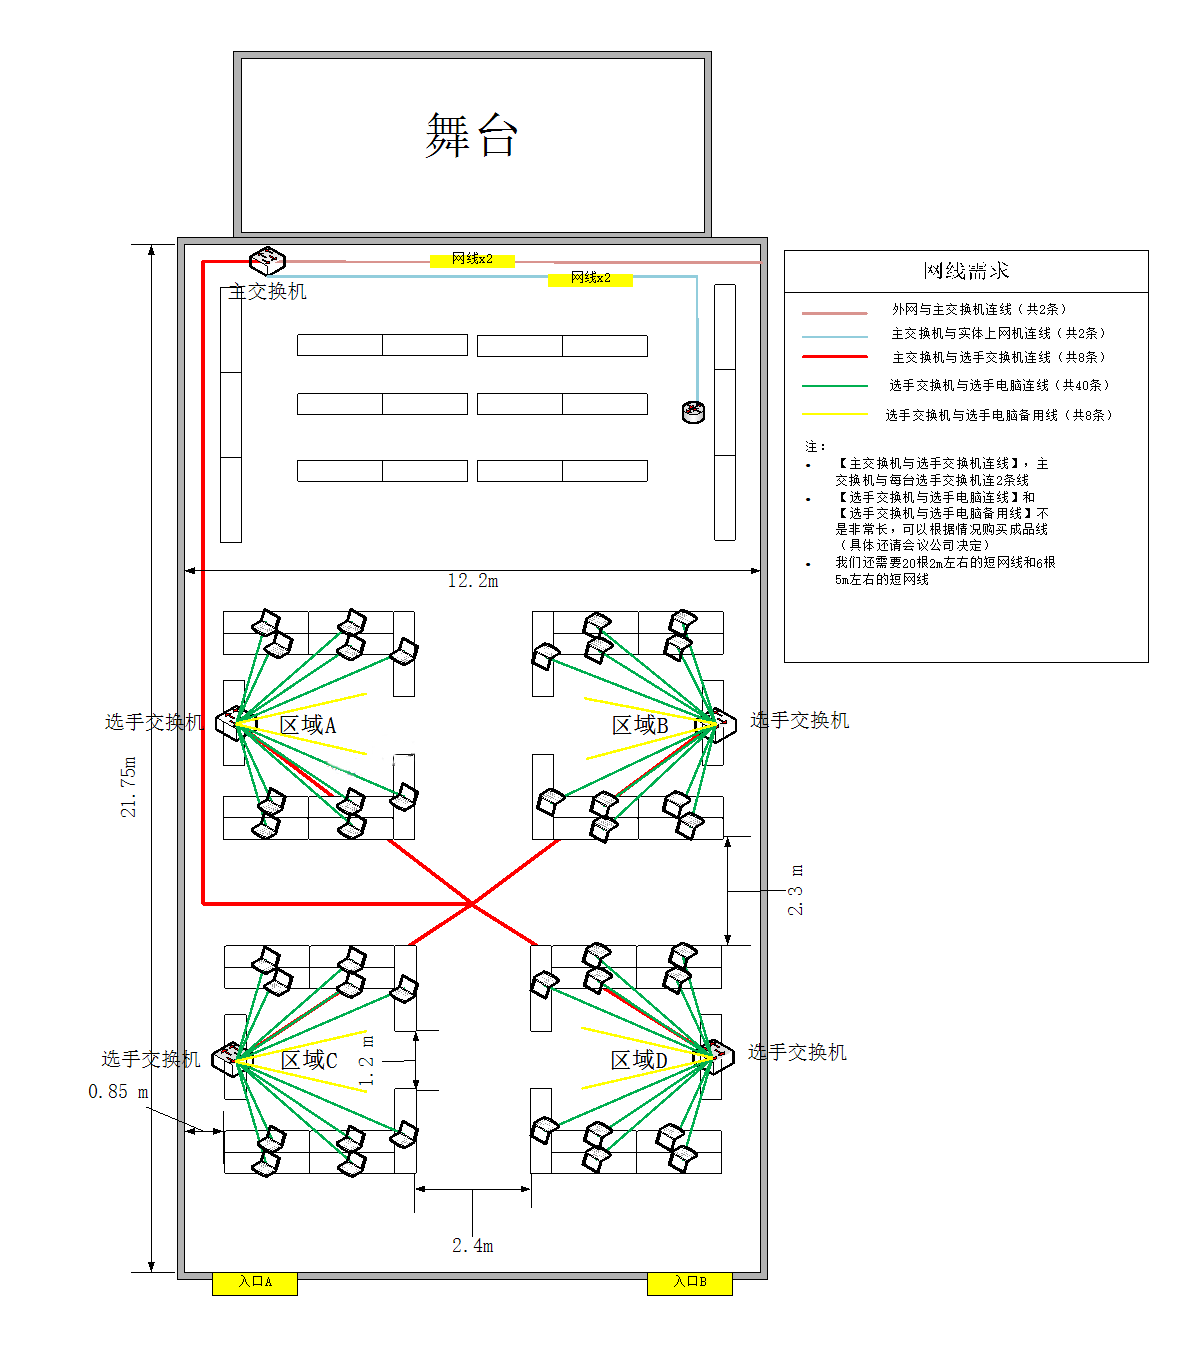 舞台
网线x2
网线x2
主交换机
网线需求
外网与主交换机连线（共2条）
主交换机与实体上网机连线（共2条）
主交换机与选手交换机连线（共8条）
选手交换机与选手电脑连线（共40条）
选手交换机与选手电脑备用线（共8条）
注：
• 【主交换机与选手交换机连线】，主
交换机与每台选手交换机连2条线
• 【选手交换机与选手电脑连线】和
【选手交换机与选手电脑备用线】不
是非常长，可以根据情况购买成品线
（具体还请会议公司决定）
• 我们还需要20根2m左右的短网线和6根
5m左右的短网线
12.2m
选手交换机
区域A
区域B
选手交换机
21.75m
2.3 m
选手交换机
区域C
1.2 m
区域D
选手交换机
0.85 m
2.4m
入口A
入口B